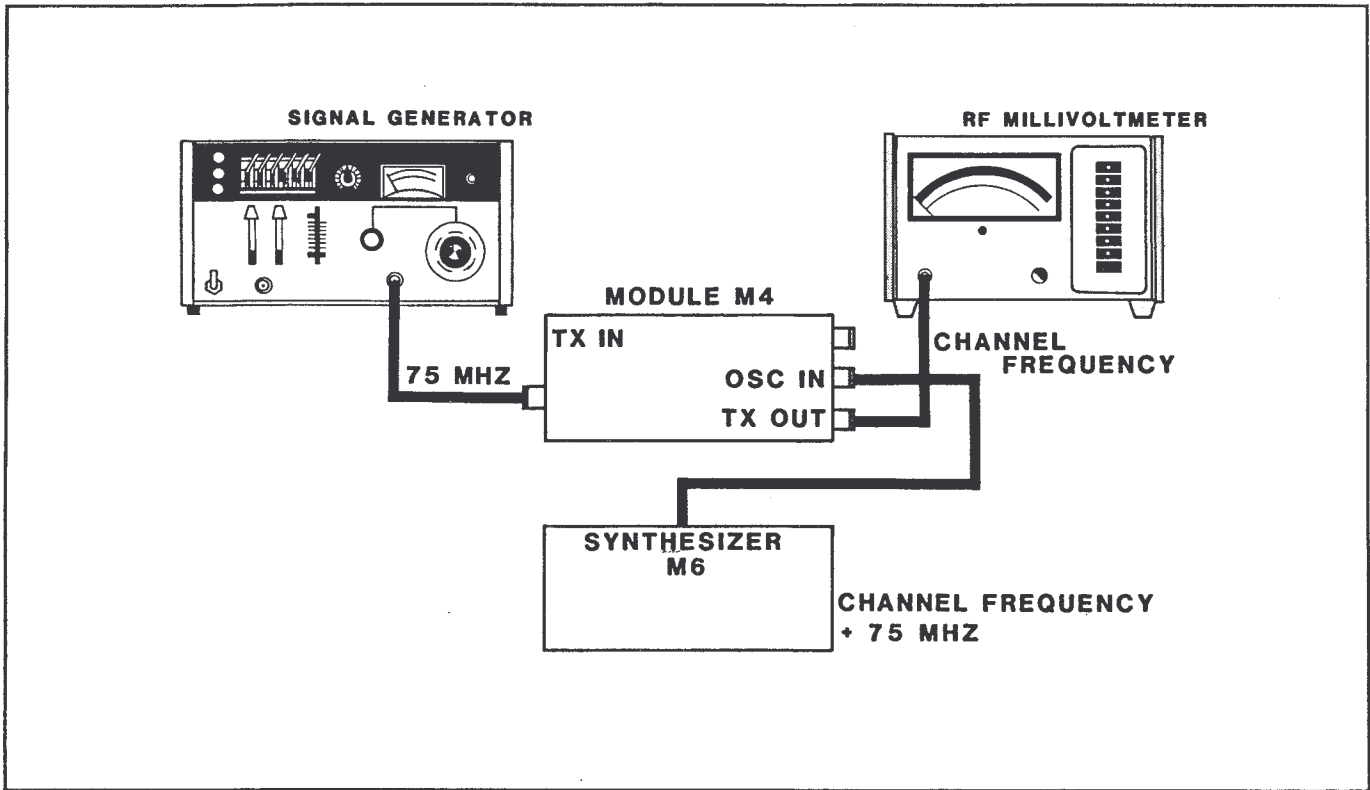 SIGNAL GENERATOR
RF MILLIVOLTMETER
MODULE M4
TX IN
CHANNEL
FREQUENCY
75 MHZ
OSC IN
TX OUT
SYNTHESIZER
M6
CHANNEL FREQUENCY
+ 75 MHZ